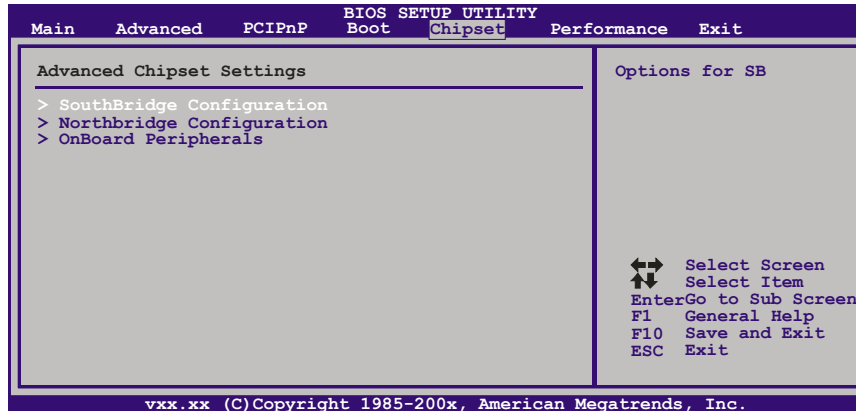 BIOS SETUP UTILITY
Main Advanced PCIPnP Boot Chipset Performance Exit
Advanced Chipset Settings
> SouthBridge Configuration
> Northbridge Configuration
> OnBoard Peripherals
Options for SB
Select Screen
Select Item
EnterGo to Sub Screen
F1 General Help
F10 Save and Exit
ESC Exit
vxx.xx (C)Copyright 1985-200x, American Megatrends, Inc.